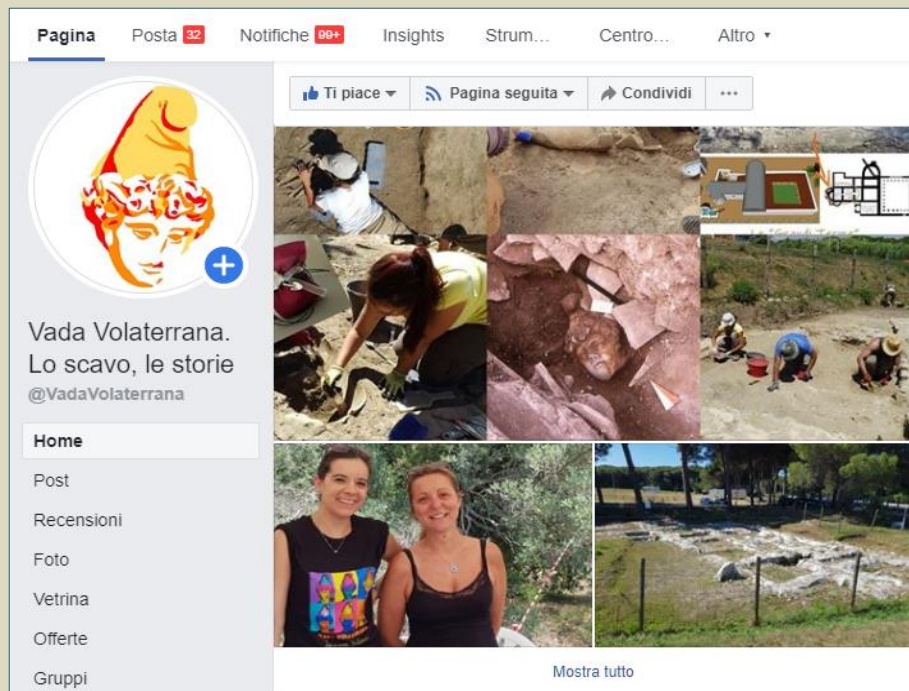 Pagina Posta 32 Notifiche 99+ Insights Strum… Centro… Altro
Ti piace Pagina seguita Condividi
Vada Volaterrana.
Lo scavo, le storie
@VadaVolaterrana
Home
Post
Recensioni
Foto
Vetrina
Offerte
Gruppi
Mostra tutto